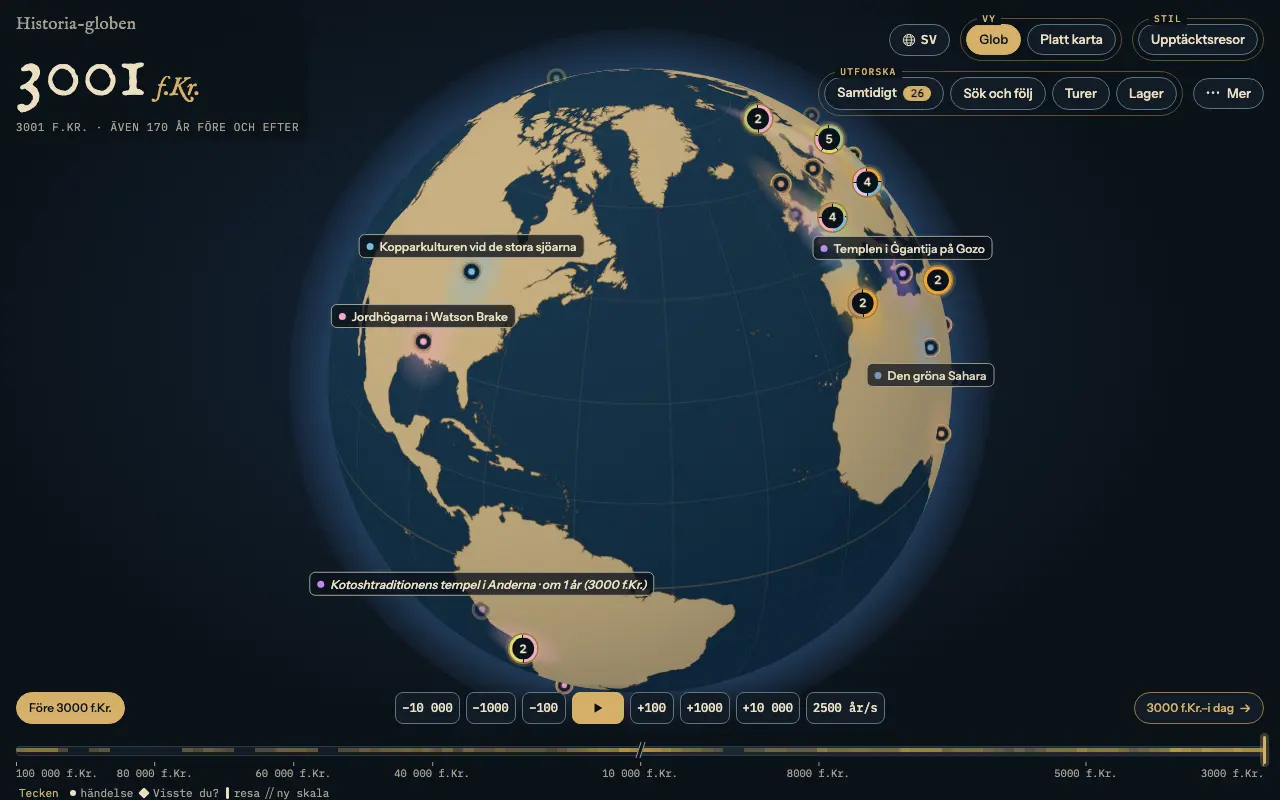 Historia-globen
3001 f.Kr.
3001 F.KR. · ÄVEN 170 ÅR FÖRE OCH EFTER
SV
VY
Glob
Platt karta
STIL
Upptäcktsresor
UTFORSKA
Samtidigt 26
Sök och följ
Turer
Lager
··· Mer
2
5
4
4
Kopparkulturen vid de stora sjöarna
Templen i Ġgantija på Gozo
2
2
Jordhögarna i Watson Brake
Den gröna Sahara
Kotoshtraditionens tempel i Anderna · om 1 år (3000 f.Kr.)
2
Före 3000 f.Kr.
−10 000
−1000
−100
+100
+1000
+10 000
2500 år/s
3000 f.Kr.–i dag →
100 000 f.Kr.
80 000 f.Kr.
60 000 f.Kr.
40 000 f.Kr.
10 000 f.Kr.
8000 f.Kr.
5000 f.Kr.
3000 f.Kr.
Tecken händelse Visste du? resa // ny skala